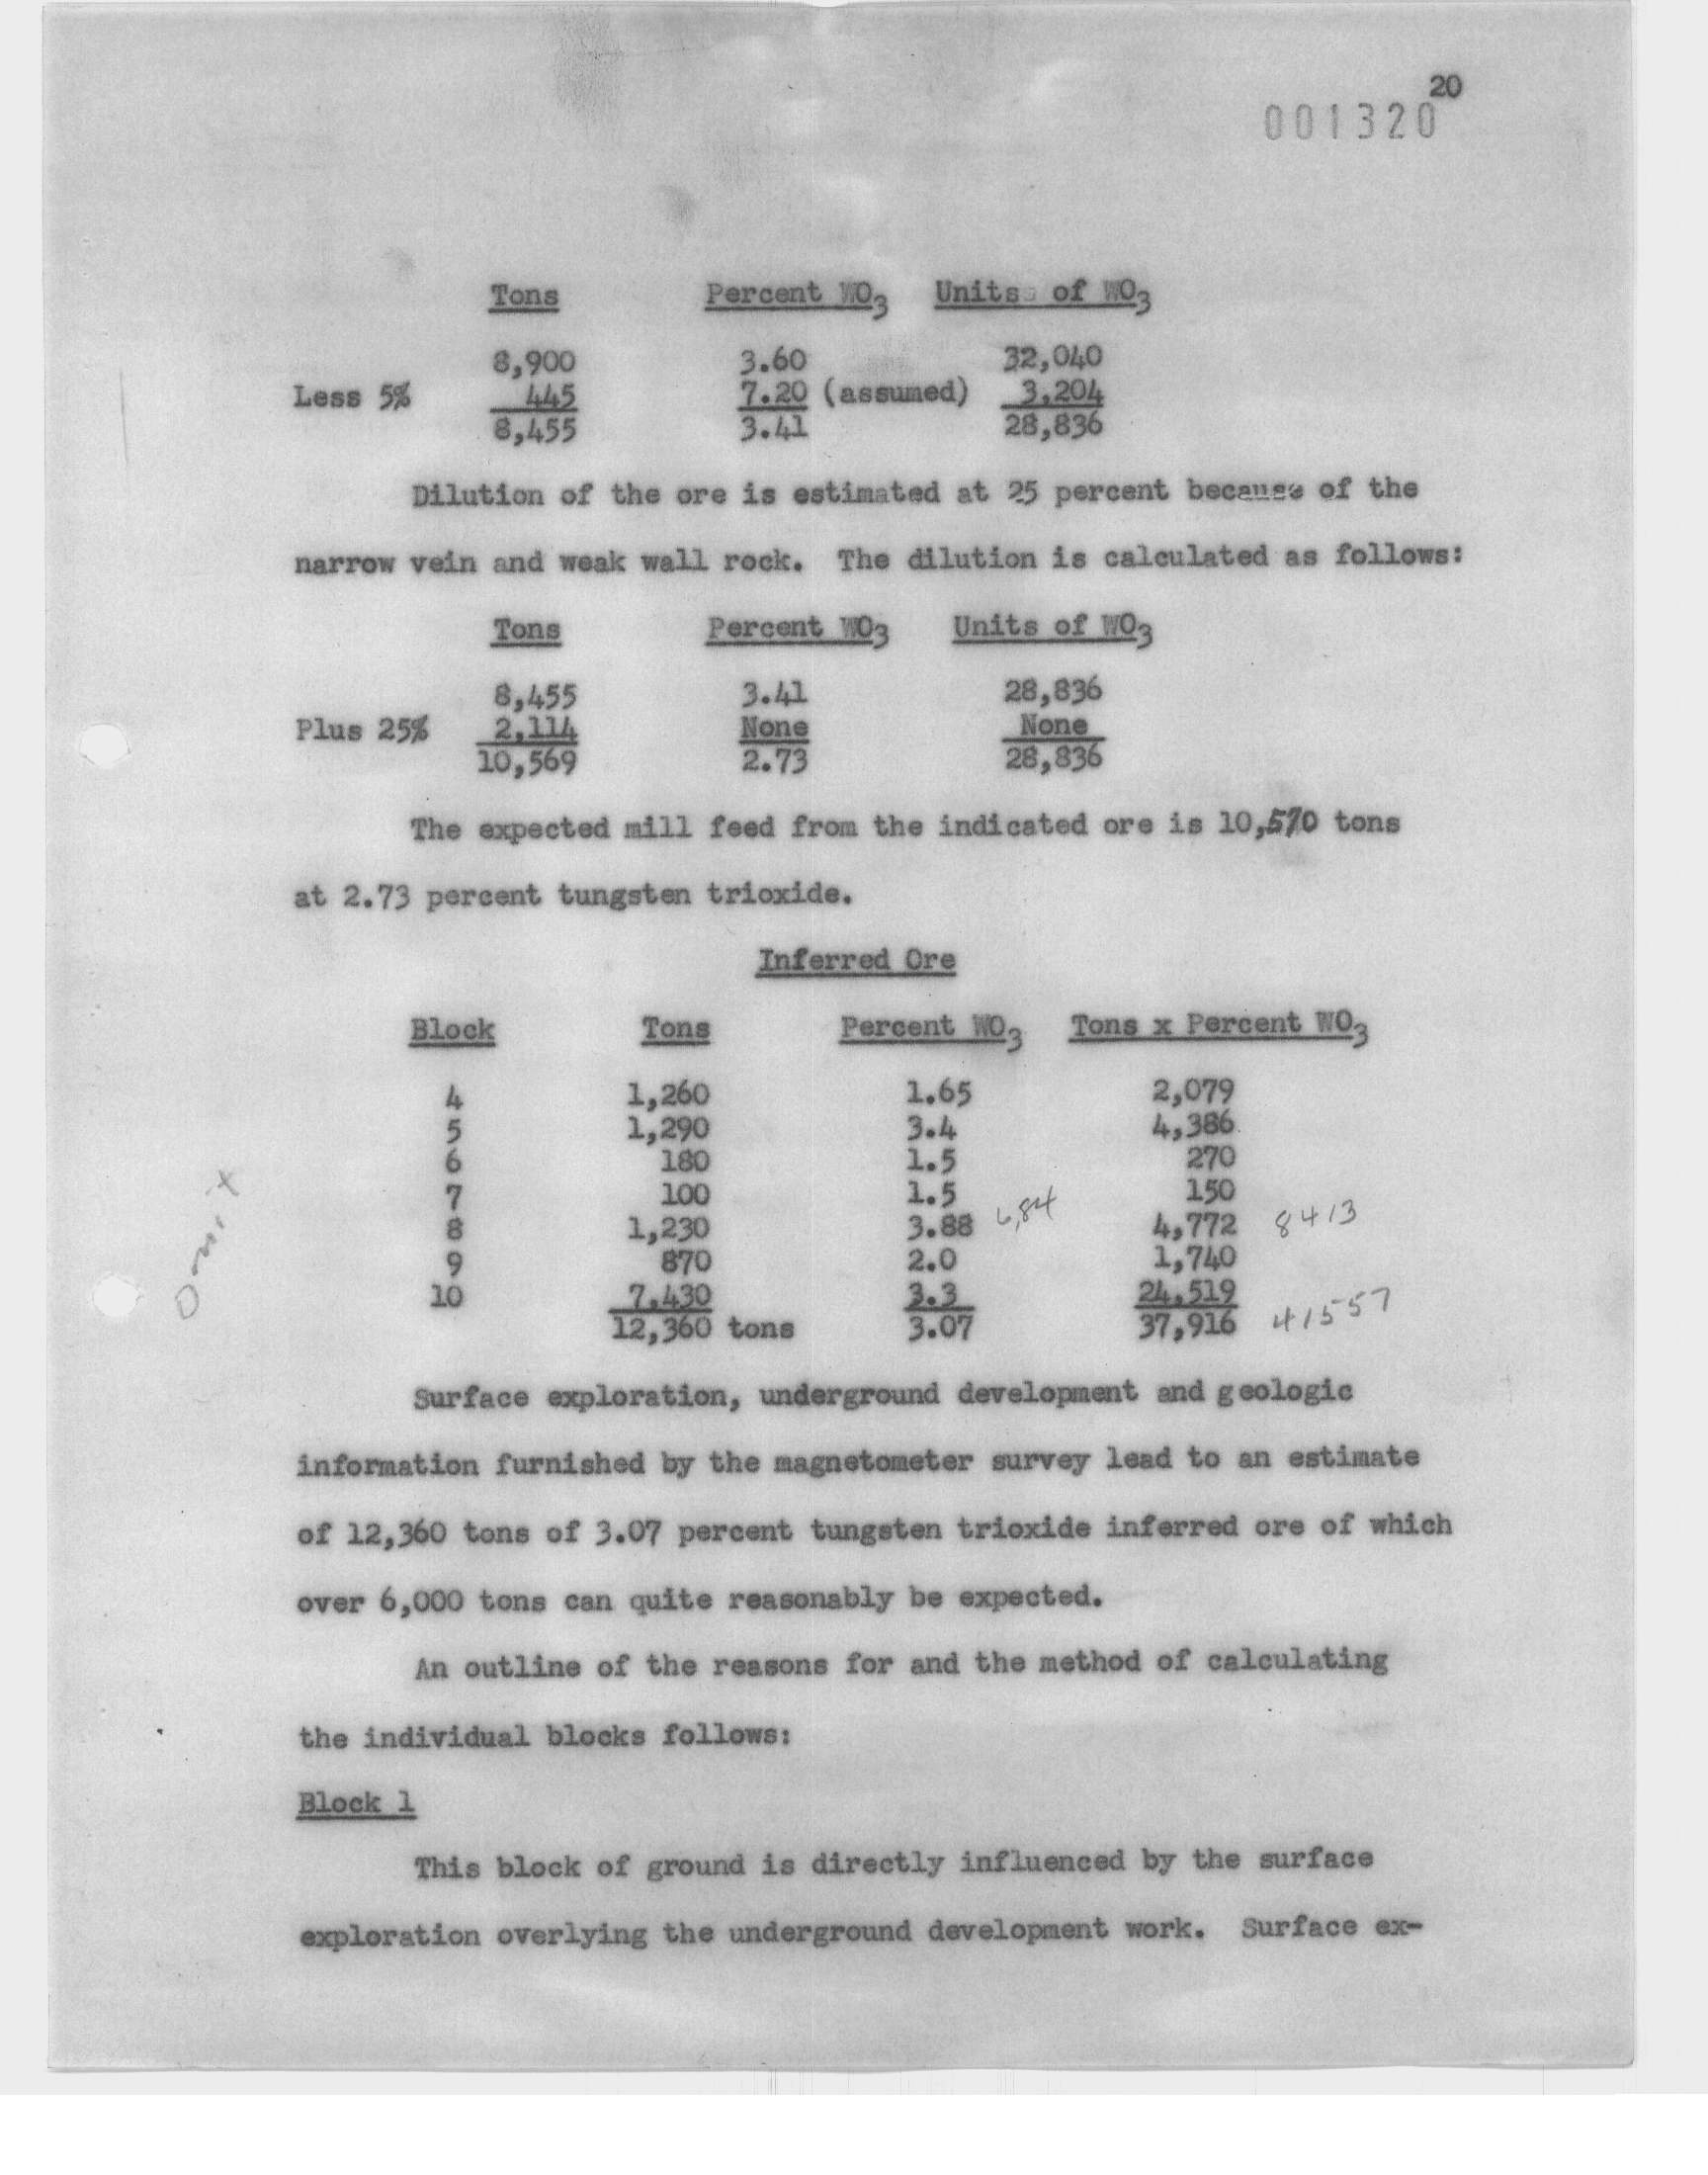 20
001320
Tons Percent WO3 Units of WO3
8,900 3.60 32,040
Less 5% 445 7.20 (assumed) 3,204
8,455 3.41 28,836
Dilution of the ore is estimated at 25 percent because of the
narrow vein and weak wall rock. The dilution is calculated as follows:
Tons Percent WO3 Units of WO3
8,455 3.41 28,836
Plus 25% 2,114 None None
10,569 2.73 28,836
The expected mill feed from the indicated ore is 10,570 tons
at 2.73 percent tungsten trioxide.
Inferred Ore
Block Tons Percent WO3 Tons x Percent WO3
4 1,260 1.65 2,079
5 1,290 3.4 4,386
6 180 1.5 270
7 100 1.5 150
8 1,230 3.88 6,84 4,772 8413
9 870 2.0 1,740
10 7,430 3.3 24,519
12,360 tons 3.07 37,916 41557
Omit
Surface exploration, underground development and geologic
information furnished by the magnetometer survey lead to an estimate
of 12,360 tons of 3.07 percent tungsten trioxide inferred ore of which
over 6,000 tons can quite reasonably be expected.
An outline of the reasons for and the method of calculating
the individual blocks follows:
Block 1
This block of ground is directly influenced by the surface
exploration overlying the underground development work. Surface ex-